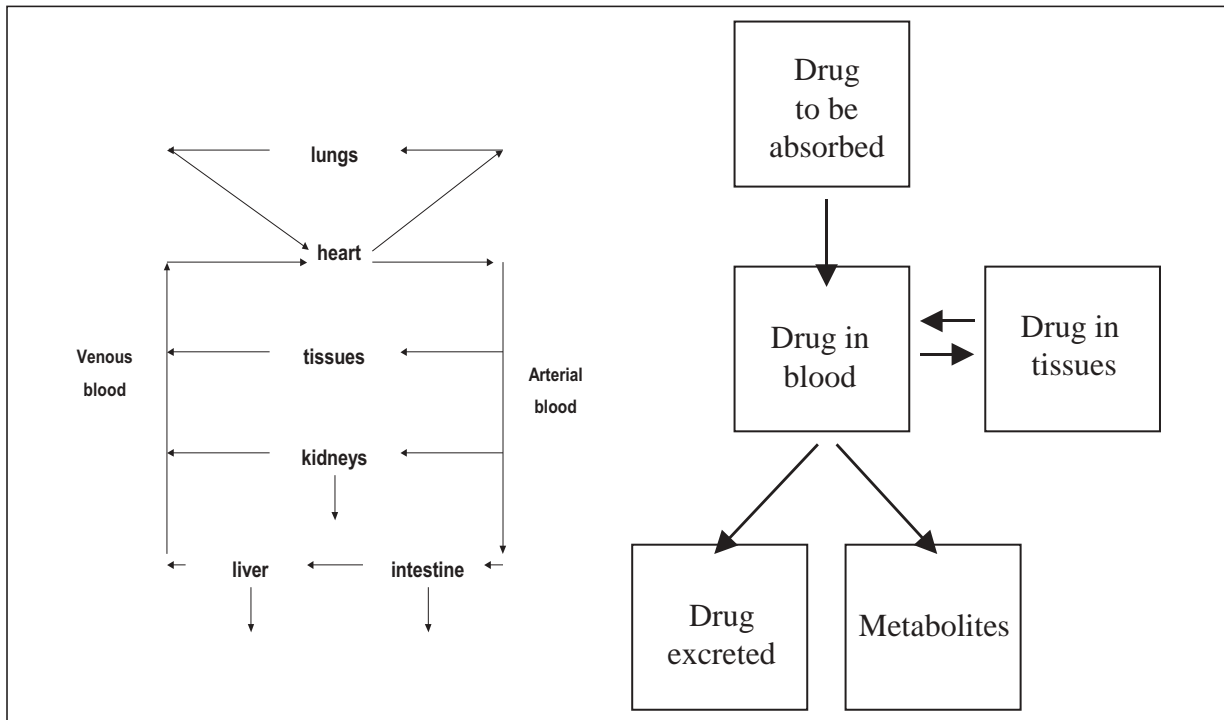 lungs
heart
Venous
blood
tissues
Arterial
blood
kidneys
liver
intestine
Drug
to be
absorbed
Drug in
blood
Drug in
tissues
Drug
excreted
Metabolites